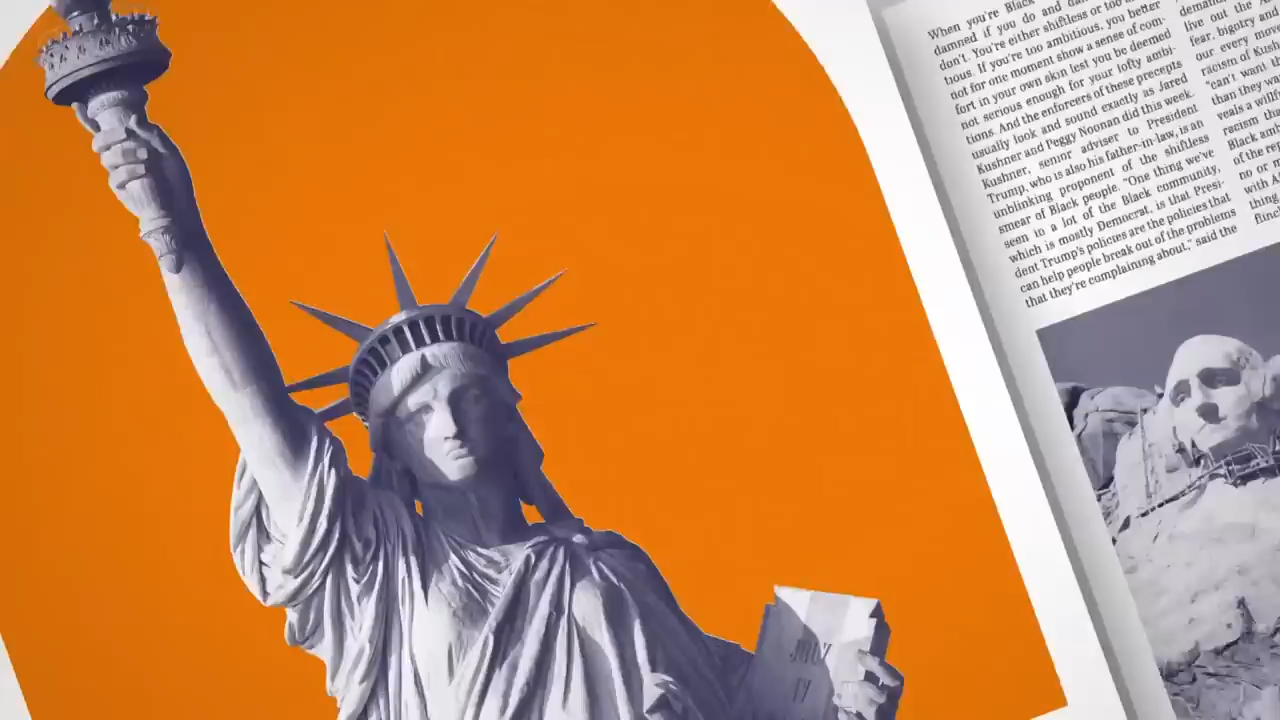 When you're Black
damned if you do and
don't. You're either shiftless or too
tious. If you're too ambitious, you better
not for one moment show a sense of com-
fort in your own skin lest you be deemed
not serious enough for your lofty ambi-
tions. And the enforcers of these precepts
usually look and sound exactly as Jared
Kushner and Peggy Noonan did this week.
Kushner, senior adviser to President
Trump, who is also his father-in-law, is an
unblinking proponent of the shiftless
smear of Black people. "One thing we've
seen in a lot of the Black community,
which is mostly Democrat, is that Presi-
dent Trump's policies are the policies that
can help people break out of the problems
that they're complaining about," said the
live out the
fear, bigotry and
our every move
racism of Kush
"can't want th
than they wa
veals a willf
racism tha
Black amb
of the rep
no or m
with A
thing
flinc
JULY
IV